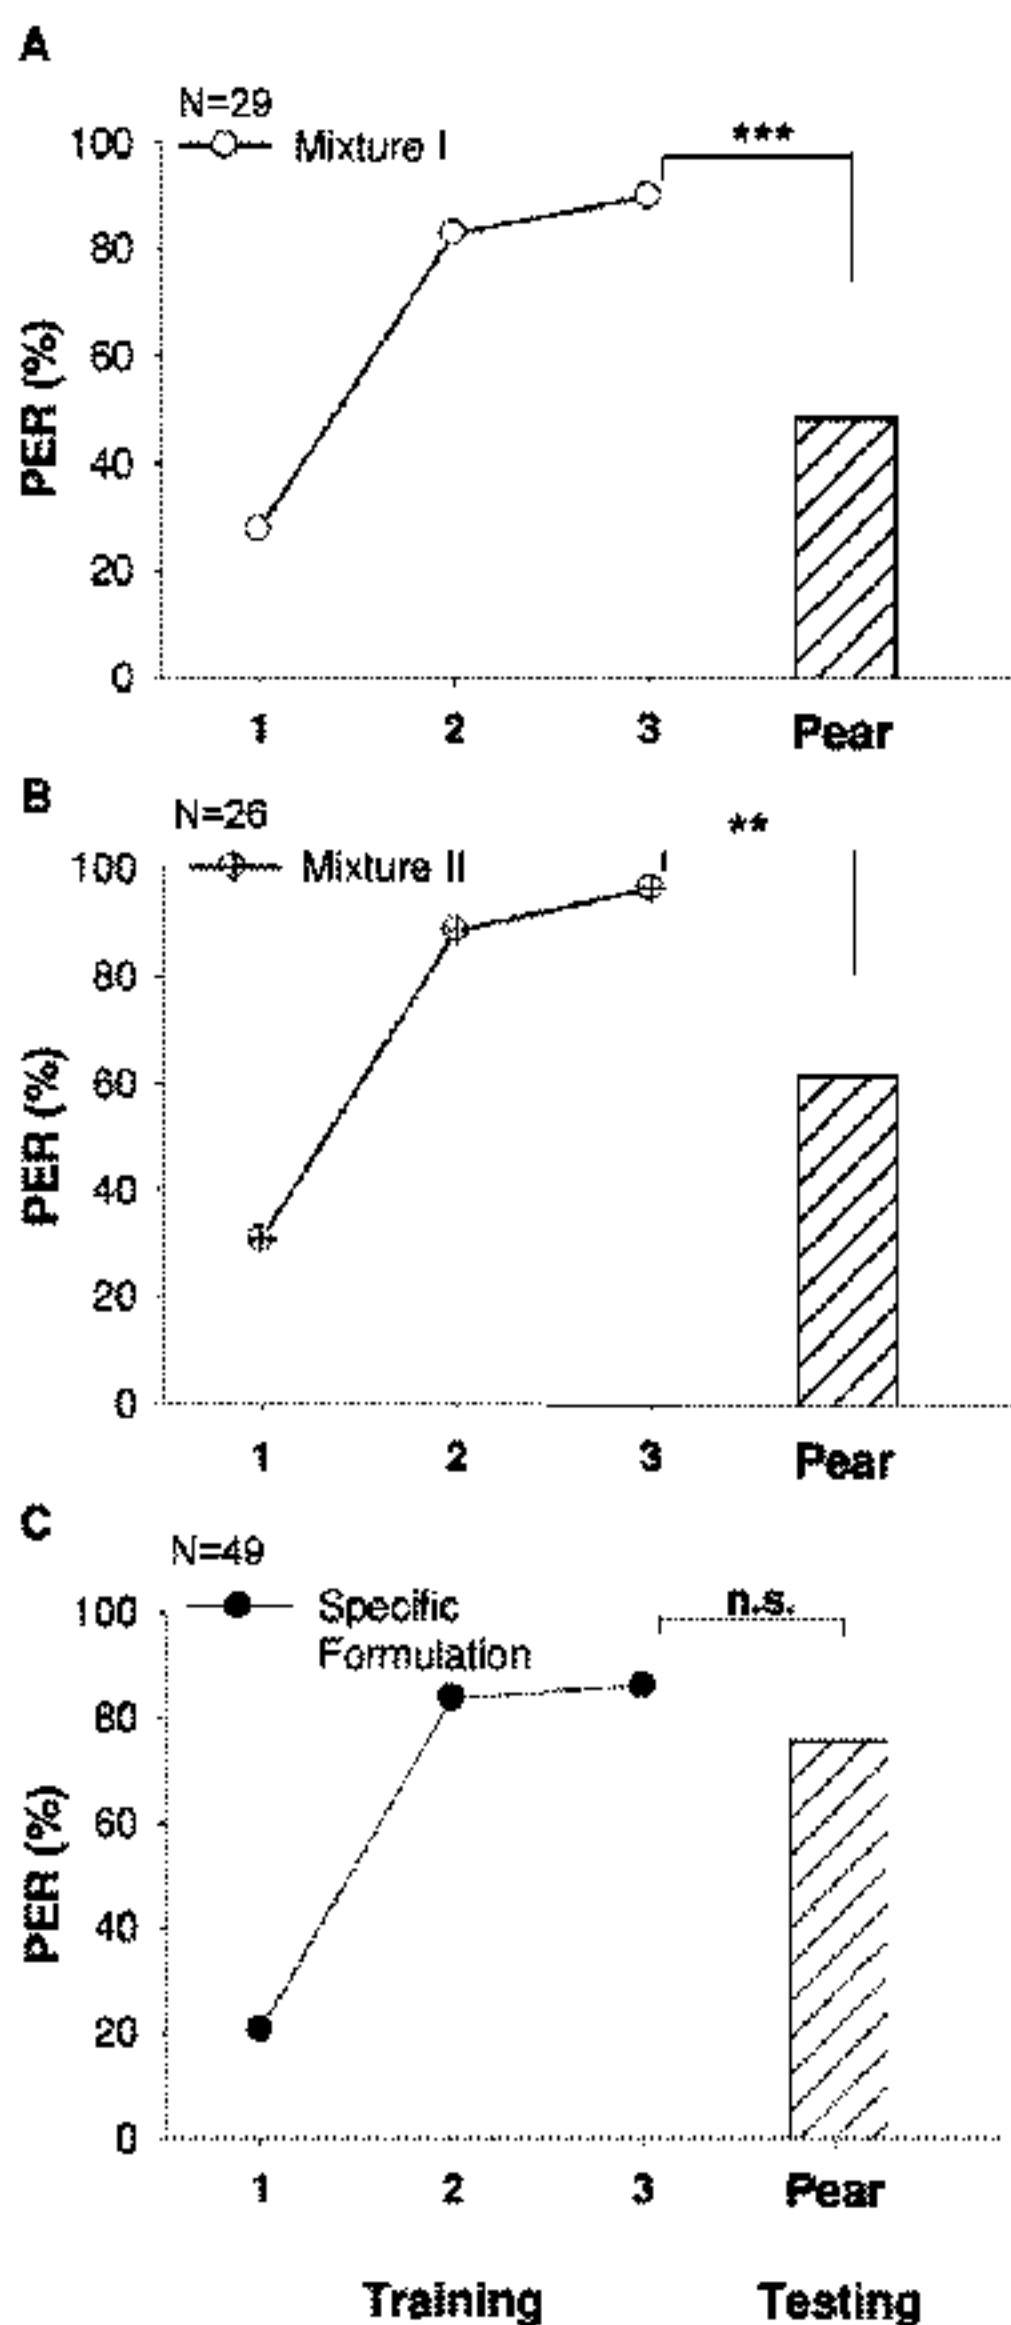 A
N=29
Mixture I
***
100
80
60
40
20
0
PER (%)
1 2 3 Pear
B
N=26
Mixture II
**
100
80
60
40
20
0
PER (%)
1 2 3 Pear
C
N=49
Specific
Formulation
n.s.
100
80
60
40
20
0
PER (%)
1 2 3 Pear
Training Testing